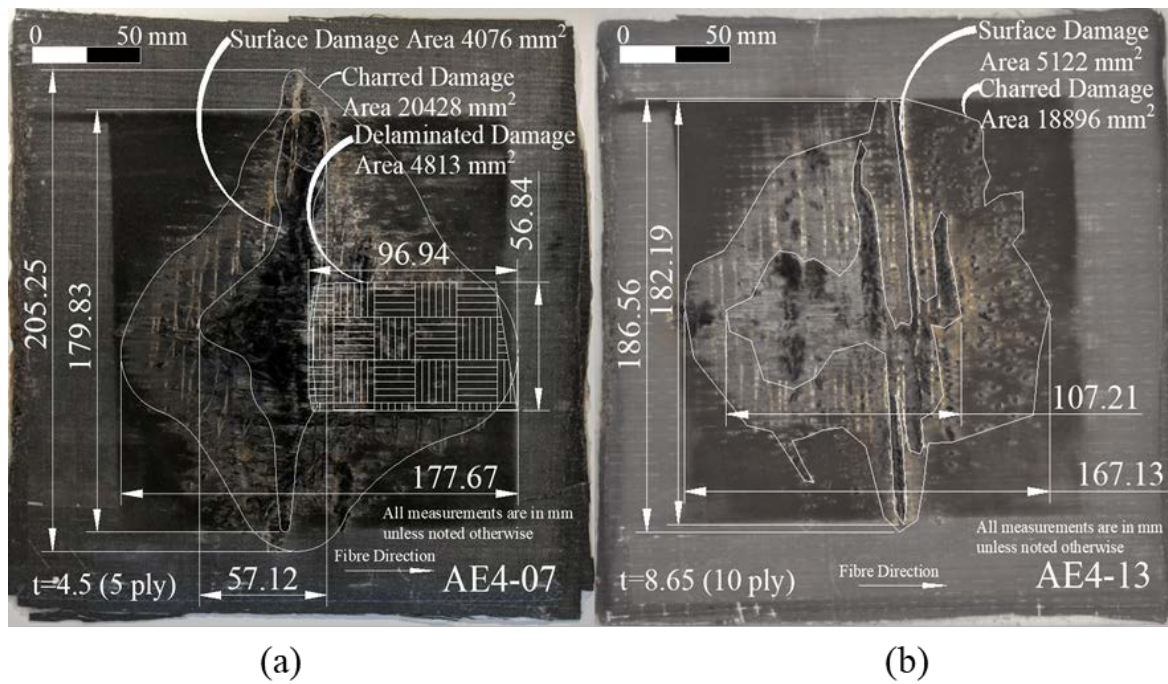 0 50 mm
Surface Damage Area 4076 mm²
Charred Damage
Area 20428 mm²
Delaminated Damage
Area 4813 mm²
56.84
96.94
205.25
179.83
177.67
All measurements are in mm
unless noted otherwise
Fibre Direction
t=4.5 (5 ply)
57.12
AE4-07
(a)
0 50 mm
Surface Damage
Area 5122 mm²
Charred Damage
Area 18896 mm²
186.56
182.19
107.21
167.13
All measurements are in mm
unless noted otherwise
Fibre Direction
t=8.65 (10 ply)
AE4-13
(b)